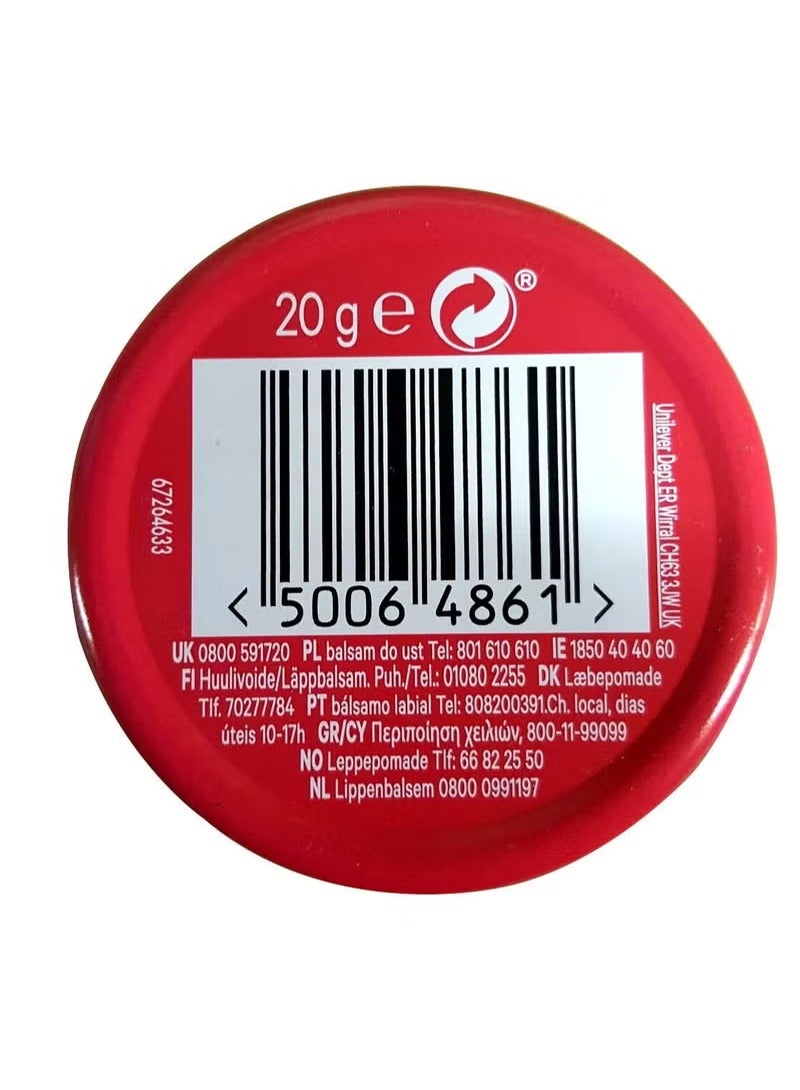 20 g ℮ ®
Unilever Dept ER Wirral CH63 3JW UK
67264633
< 5006 4861 >
UK 0800 591720 PL balsam do ust Tel: 801 610 610 IE 1850 40 40 60
FI Huulivoide/Läppbalsam. Puh./Tel.: 01080 2255 DK Læbepomade
Tlf. 70277784 PT bálsamo labial Tel: 808200391.Ch. local, dias
úteis 10-17h GR/CY Περιποίηση χειλιών, 800-11-99099
NO Leppepomade Tlf: 66 82 25 50
NL Lippenbalsem 0800 0991197